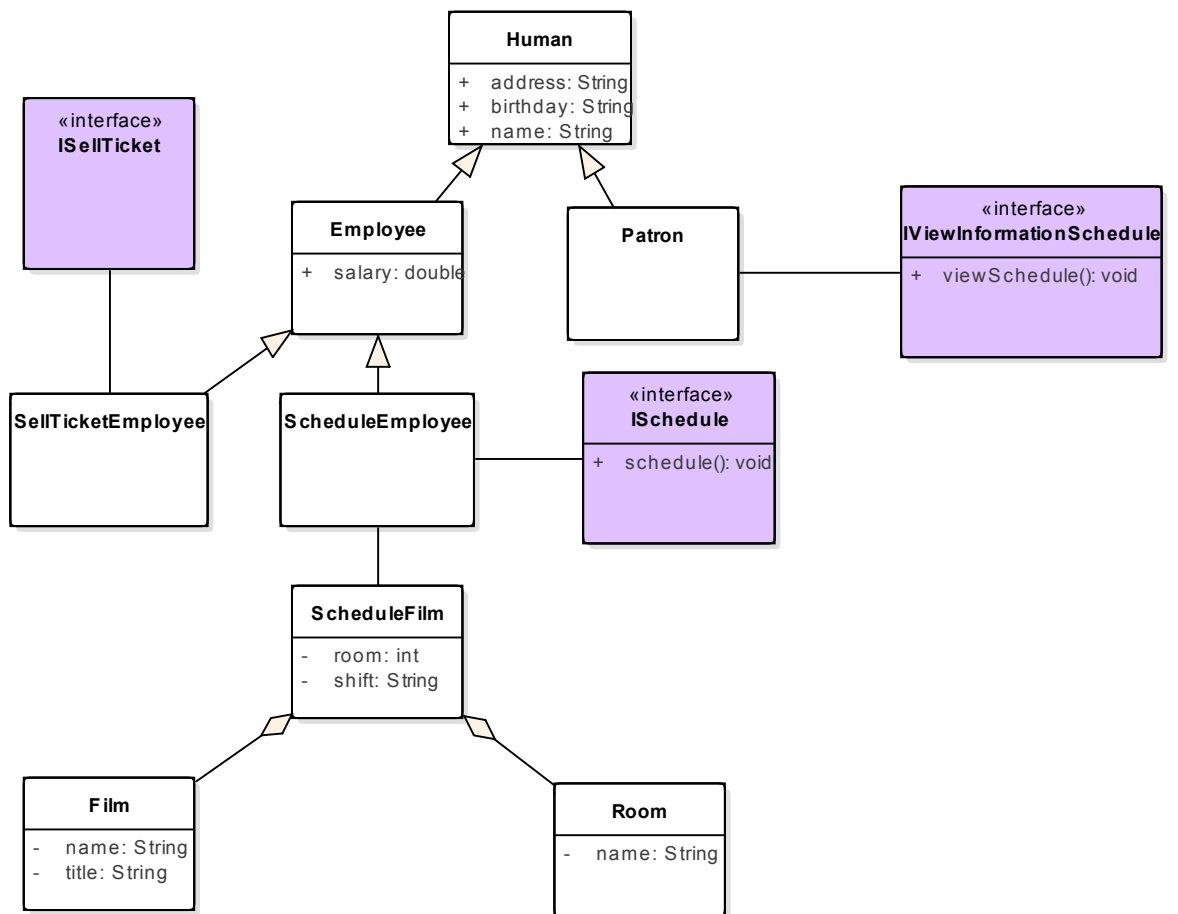 Human
+ address: String
+ birthday: String
+ name: String
«interface»
ISellTicket
Employee
+ salary: double
Patron
«interface»
IViewInformationSchedule
+ viewSchedule(): void
SellTicketEmployee
ScheduleEmployee
«interface»
ISchedule
+ schedule(): void
ScheduleFilm
- room: int
- shift: String
Film
- name: String
- title: String
Room
- name: String